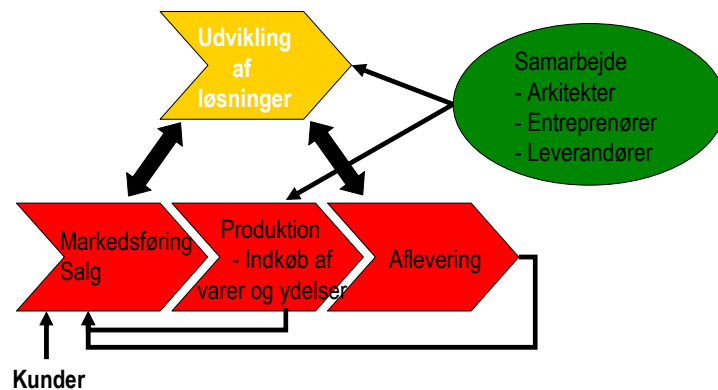 Udvikling
af
løsninger
Samarbejde
- Arkitekter
- Entreprenører
- Leverandører
Markedsføring
Salg
Produktion
- Indkøb af
varer og ydelser
Aflevering
Kunder